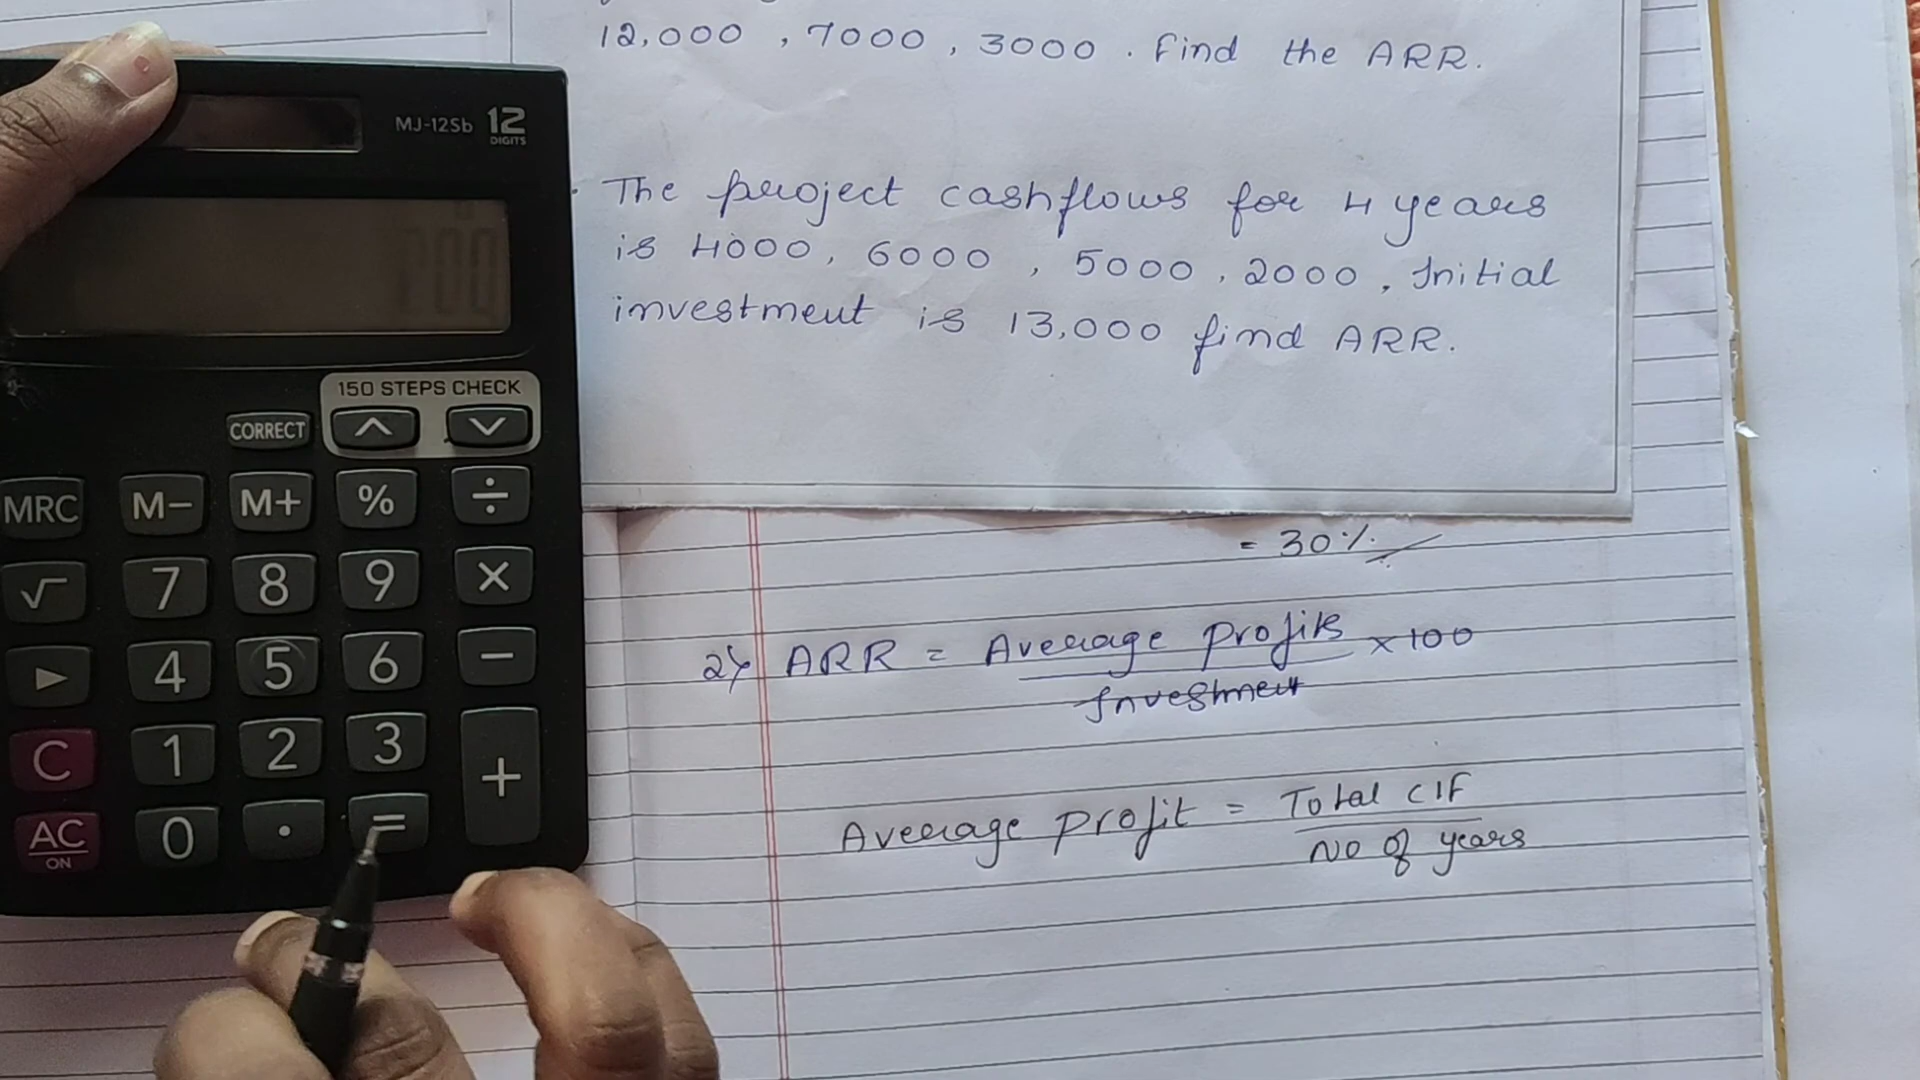 12,000 , 7000 , 3000 . Find the ARR.
The project cashflows for 4 years
is 4000, 6000 , 5000 , 2000 , Initial
investment is 13,000 find ARR.
= 30%
2) ARR = Average Profits × 100
Investment
Average Profit = Total CIF
No of years
MJ-12Sb 12
DIGITS
150 STEPS CHECK
CORRECT
MRC M− M+ % ÷
√ 7 8 9 ×
► 4 5 6 −
C 1 2 3 +
AC 0 . =
ON